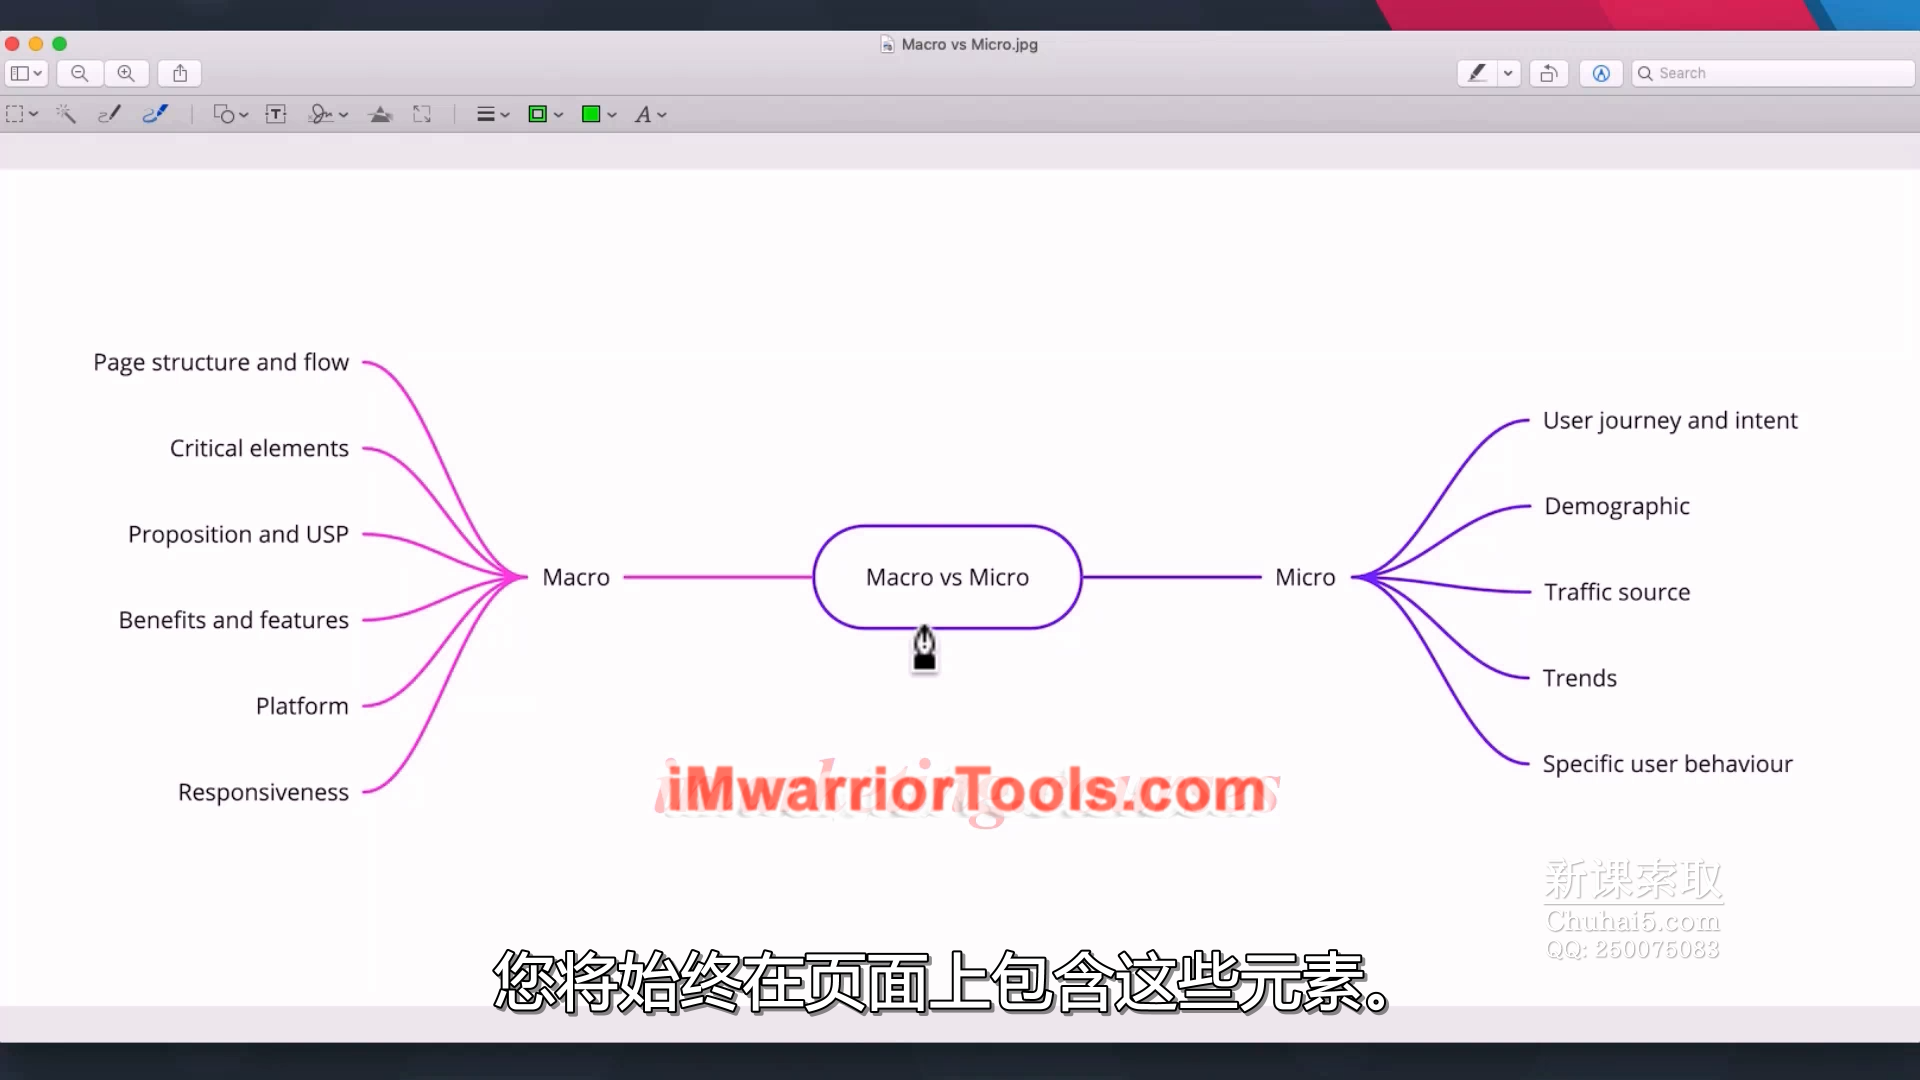 Macro vs Micro.jpg
Search
Page structure and flow
Critical elements
Proposition and USP
Benefits and features
Platform
Responsiveness
Macro
Macro vs Micro
Micro
User journey and intent
Demographic
Traffic source
Trends
Specific user behaviour
iMwarriorTools.com
新课索取
Chuhai5.com
QQ: 250075083
您将始终在页面上包含这些元素。